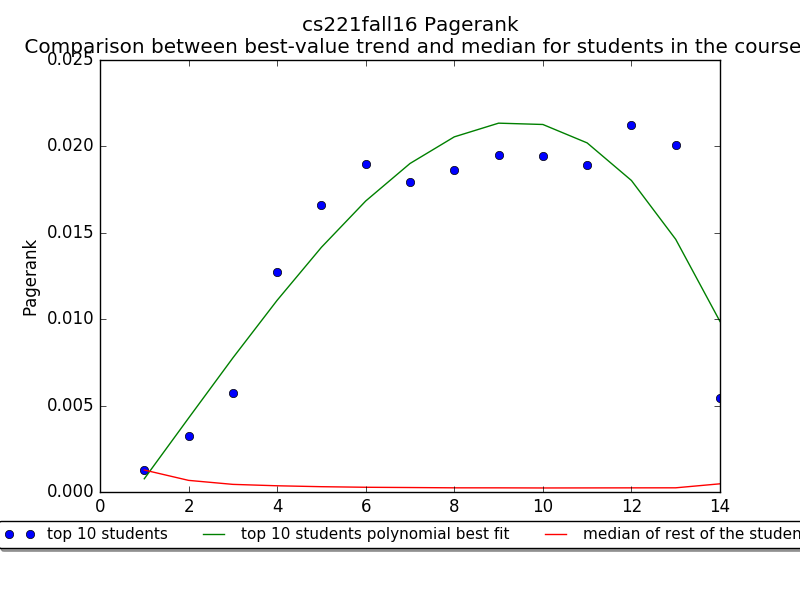 cs221fall16 Pagerank
Comparison between best-value trend and median for students in the course
0.025
0.020
0.015
0.010
0.005
0.000
Pagerank
0 2 4 6 8 10 12 14
top 10 students top 10 students polynomial best fit median of rest of the